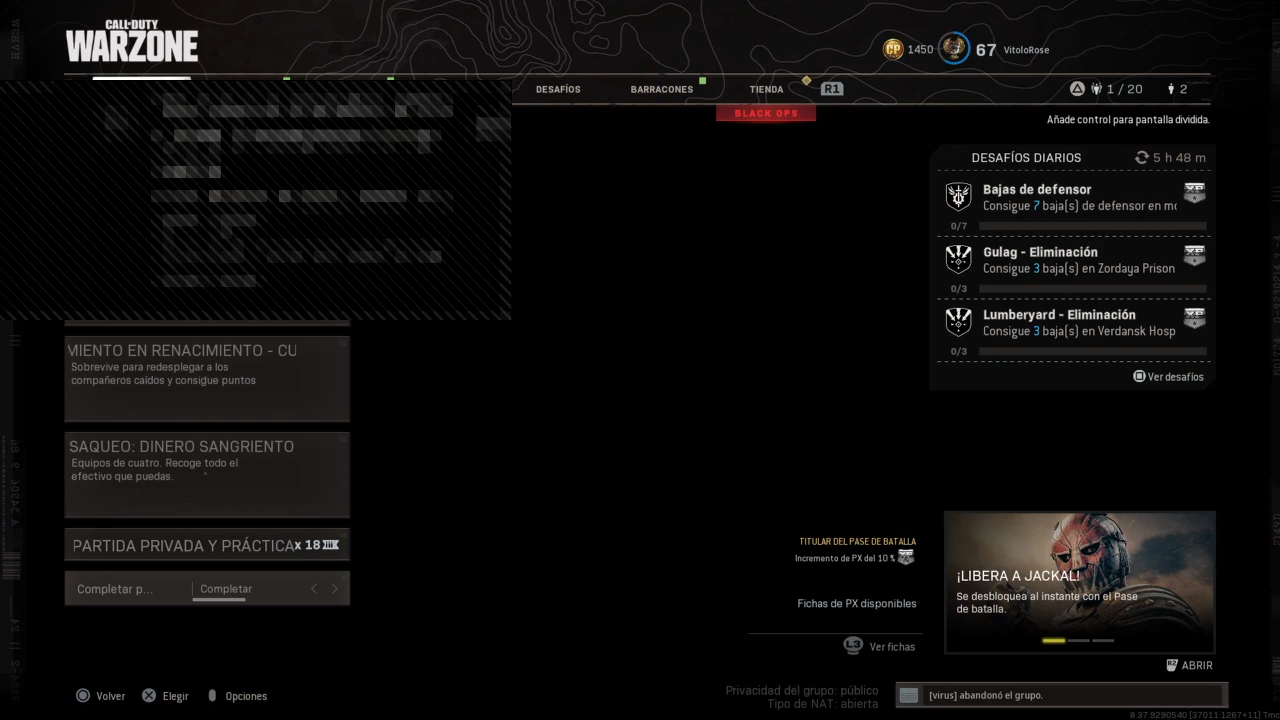 CALL OF DUTY
WARZONE
CP 1450
67 VitoloRose
DESAFÍOS
BARRACONES
TIENDA
R1
1 / 20
2
BLACK OPS
Añade control para pantalla dividida.
DESAFÍOS DIARIOS
5 h 48 m
Bajas de defensor
Consigue 7 baja(s) de defensor en mo
0/7
Gulag - Eliminación
Consigue 3 baja(s) en Zordaya Prison
0/3
Lumberyard - Eliminación
Consigue 3 baja(s) en Verdansk Hosp
0/3
Ver desafíos
MIENTO EN RENACIMIENTO - CU
Sobrevive para redesplegar a los
compañeros caídos y consigue puntos
SAQUEO: DINERO SANGRIENTO
Equipos de cuatro. Recoge todo el
efectivo que puedas.
PARTIDA PRIVADA Y PRÁCTICA x 18
Completar p...
Completar
TITULAR DEL PASE DE BATALLA
Incremento de PX del 10 %
Fichas de PX disponibles
L3 Ver fichas
¡LIBERA A JACKAL!
Se desbloquea al instante con el Pase
de batalla.
R2 ABRIR
Volver
Elegir
Opciones
Privacidad del grupo: público
Tipo de NAT: abierta
[virus] abandonó el grupo.